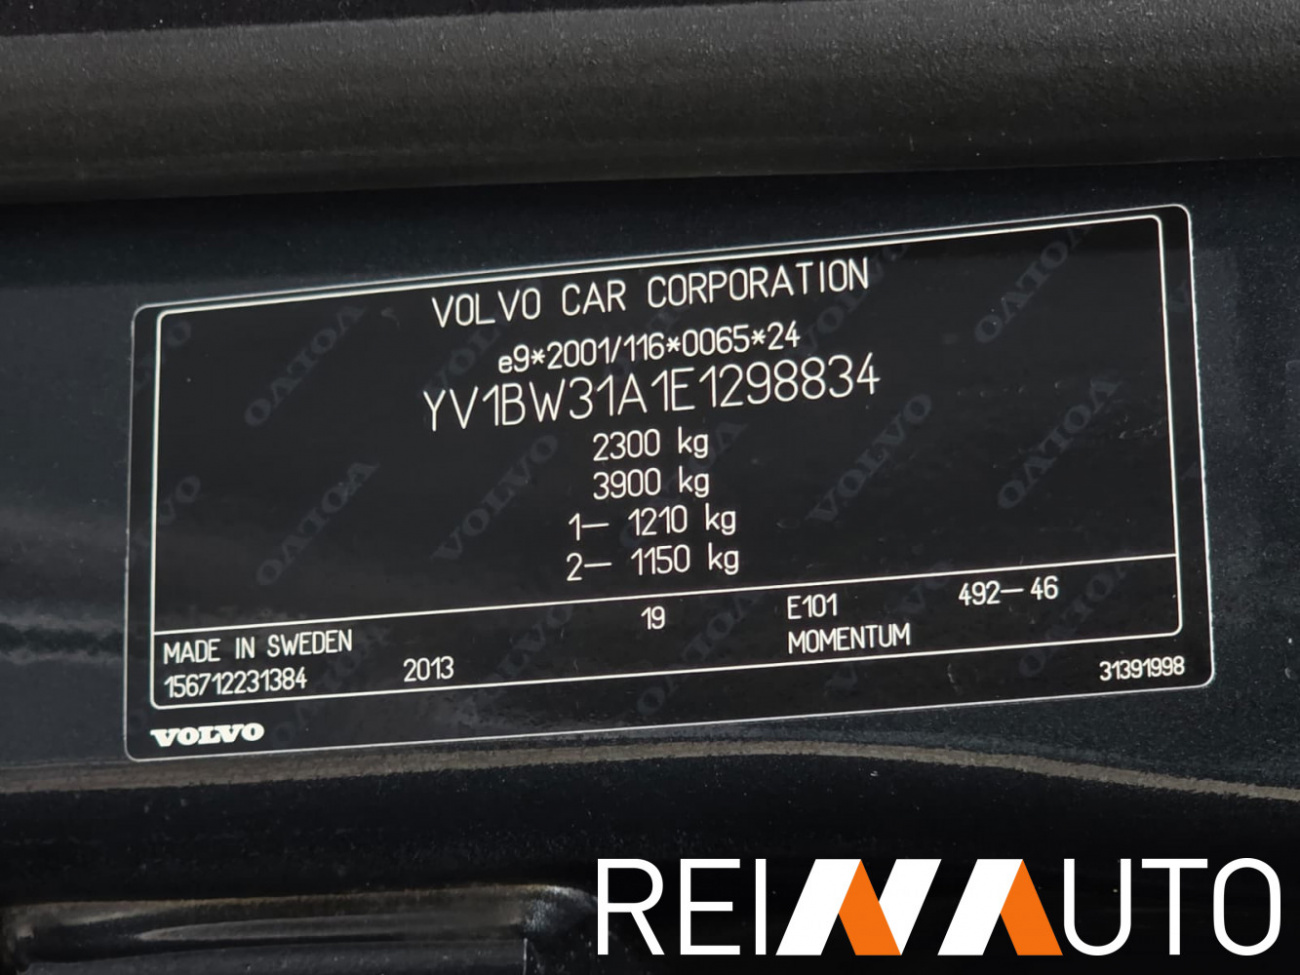 VOLVO CAR CORPORATION
e9*2001/116*0065*24
YV1BW31A1E1298834
2300 kg
3900 kg
1– 1210 kg
2– 1150 kg
19 E101 492–46
MADE IN SWEDEN MOMENTUM
156712231384 2013
31391998
VOLVO
REINAUTO